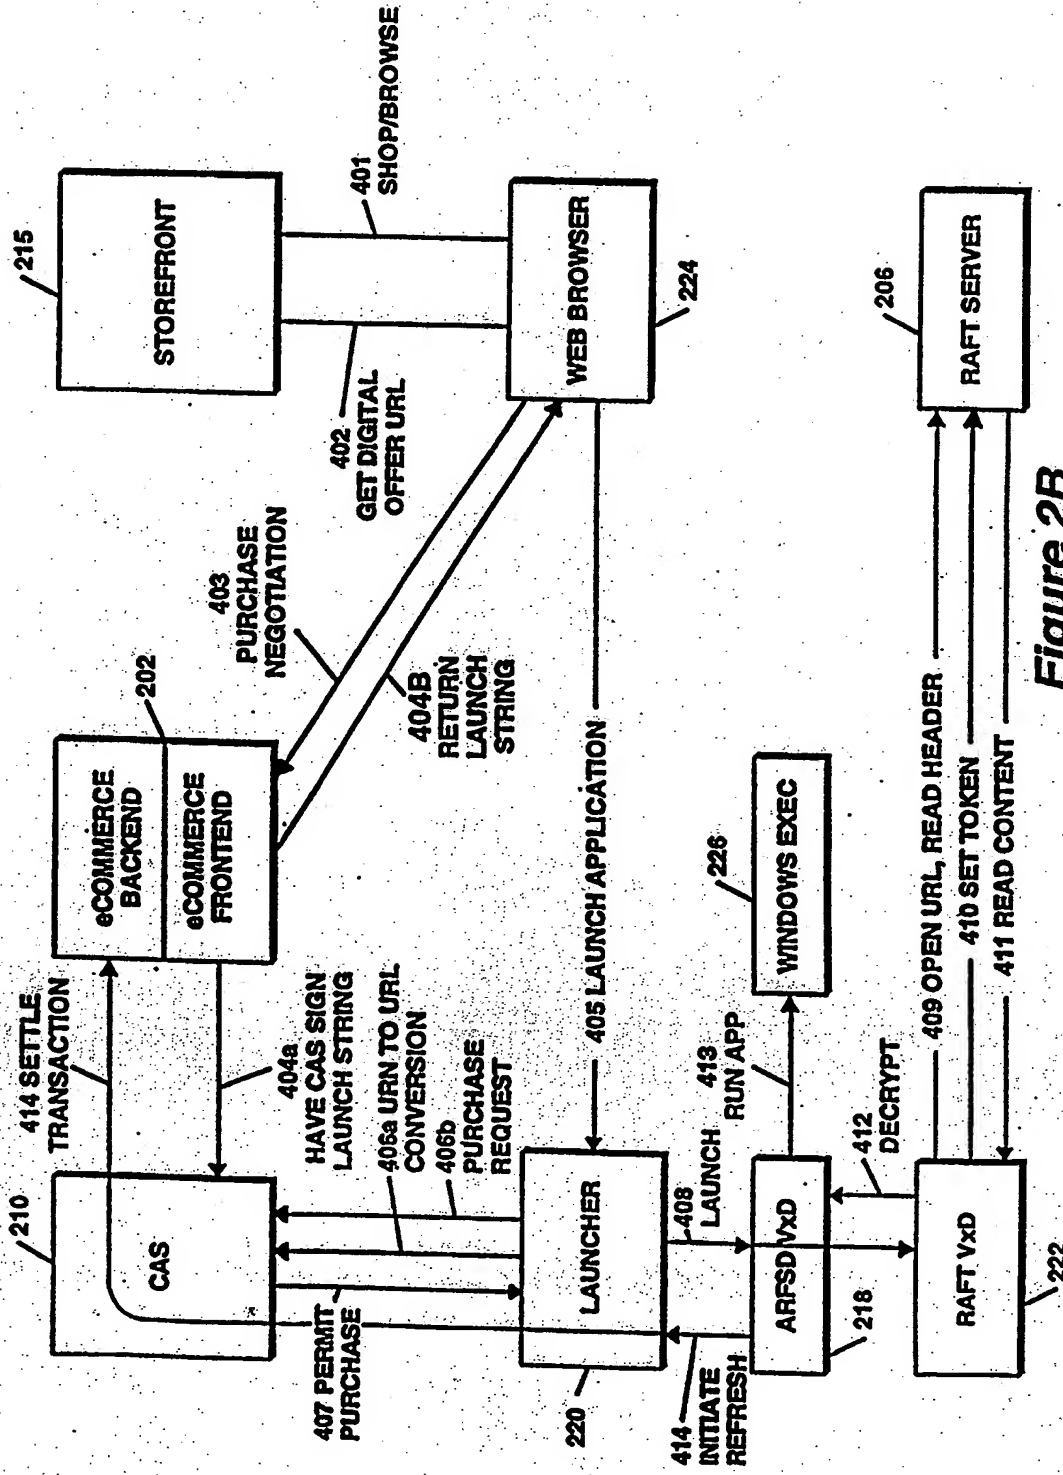 215
STOREFRONT
401
SHOP/BROWSE
402
GET DIGITAL
OFFER URL
WEB BROWSER
224
403
PURCHASE
NEGOTIATION
404B
RETURN
LAUNCH
STRING
202
eCOMMERCE
BACKEND
eCOMMERCE
FRONTEND
414 SETTLE
TRANSACTION
404a
HAVE CAS SIGN
LAUNCH STRING
406a URN TO URL
CONVERSION
406b
PURCHASE
REQUEST
405 LAUNCH APPLICATION
210
CAS
407 PERMIT
PURCHASE
LAUNCHER
220
408
LAUNCH
413
RUN APP
226
WINDOWS EXEC
414
INITIATE
REFRESH
ARFSD VxD
218
412
DECRYPT
409 OPEN URL, READ HEADER
410 SET TOKEN
411 READ CONTENT
206
RAFT SERVER
RAFT VxD
222
Figure 2B